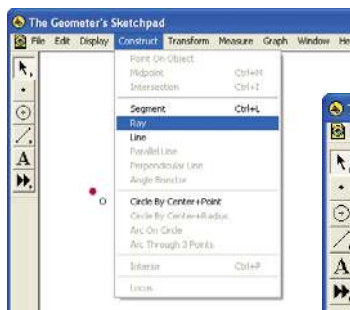 The Geometer's Sketchpad
File Edit Display Construct Transform Measure Graph Window He
Point On Object
Midpoint Ctrl+M
Intersection Ctrl+I
Segment Ctrl+L
Ray
Line
Parallel Line
Perpendicular Line
Angle Bisector
Circle By Center+Point
Circle By Center+Radius
Arc On Circle
Arc Through 3 Points
Interior Ctrl+P
Locus
A
O
A